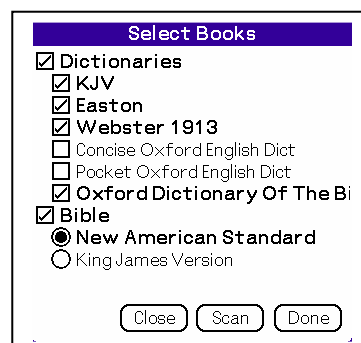 Select Books
Dictionaries
KJV
Easton
Webster 1913
Concise Oxford English Dict
Pocket Oxford English Dict
Oxford Dictionary Of The Bi
Bible
New American Standard
King James Version
Close Scan Done